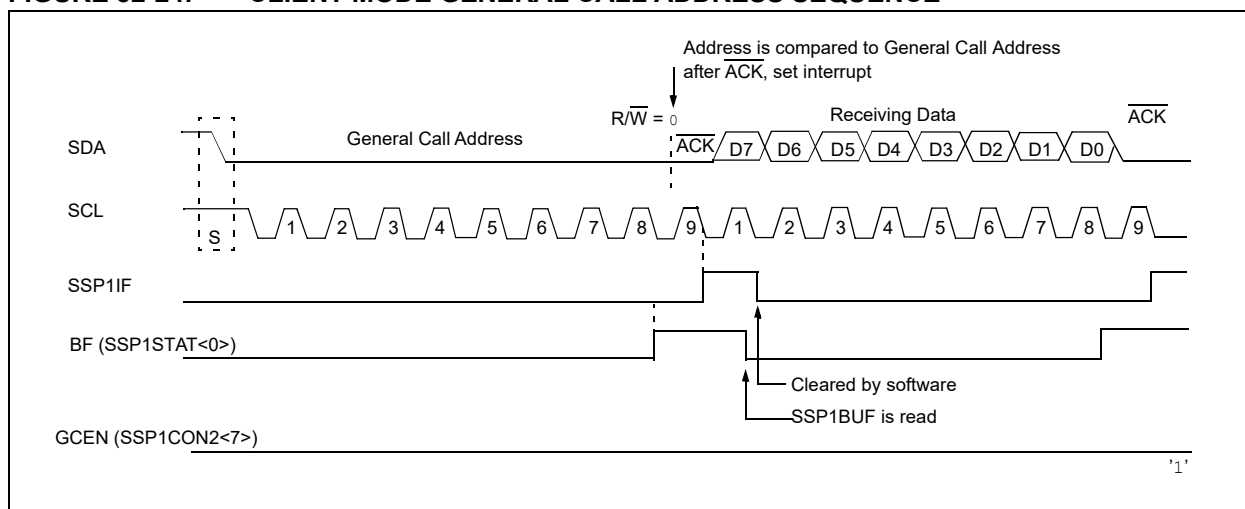 FIGURE 32-24: CLIENT MODE GENERAL CALL ADDRESS SEQUENCE
Address is compared to General Call Address
after ACK, set interrupt
R/W = 0
Receiving Data
ACK
SDA
General Call Address
ACK D7 D6 D5 D4 D3 D2 D1 D0
SCL
S
1 2 3 4 5 6 7 8 9 1 2 3 4 5 6 7 8 9
SSP1IF
BF (SSP1STAT<0>)
Cleared by software
SSP1BUF is read
GCEN (SSP1CON2<7>)
'1'